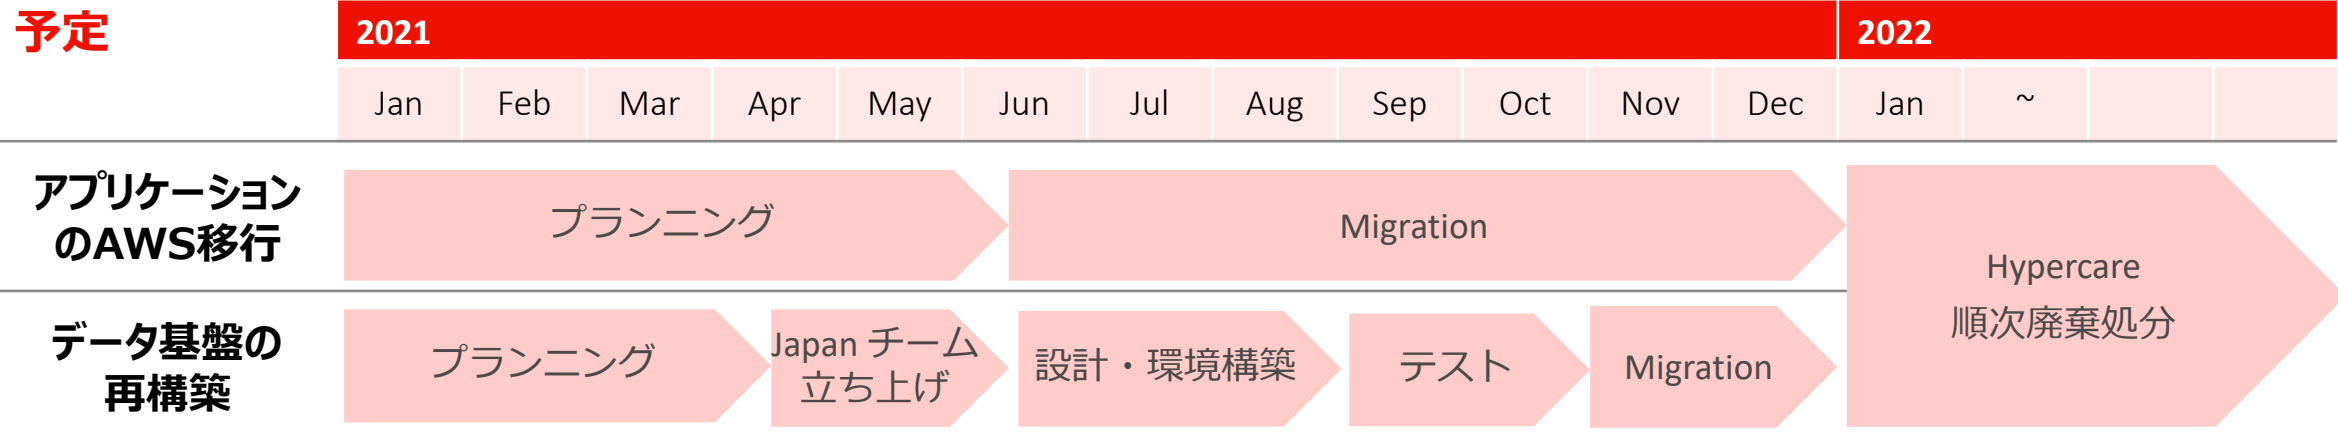 予定
2021
2022
Jan Feb Mar Apr May Jun Jul Aug Sep Oct Nov Dec Jan ~
アプリケーション
のAWS移行
プランニング
Migration
Hypercare
順次廃棄処分
データ基盤の
再構築
プランニング
Japan チーム
立ち上げ
設計・環境構築
テスト
Migration